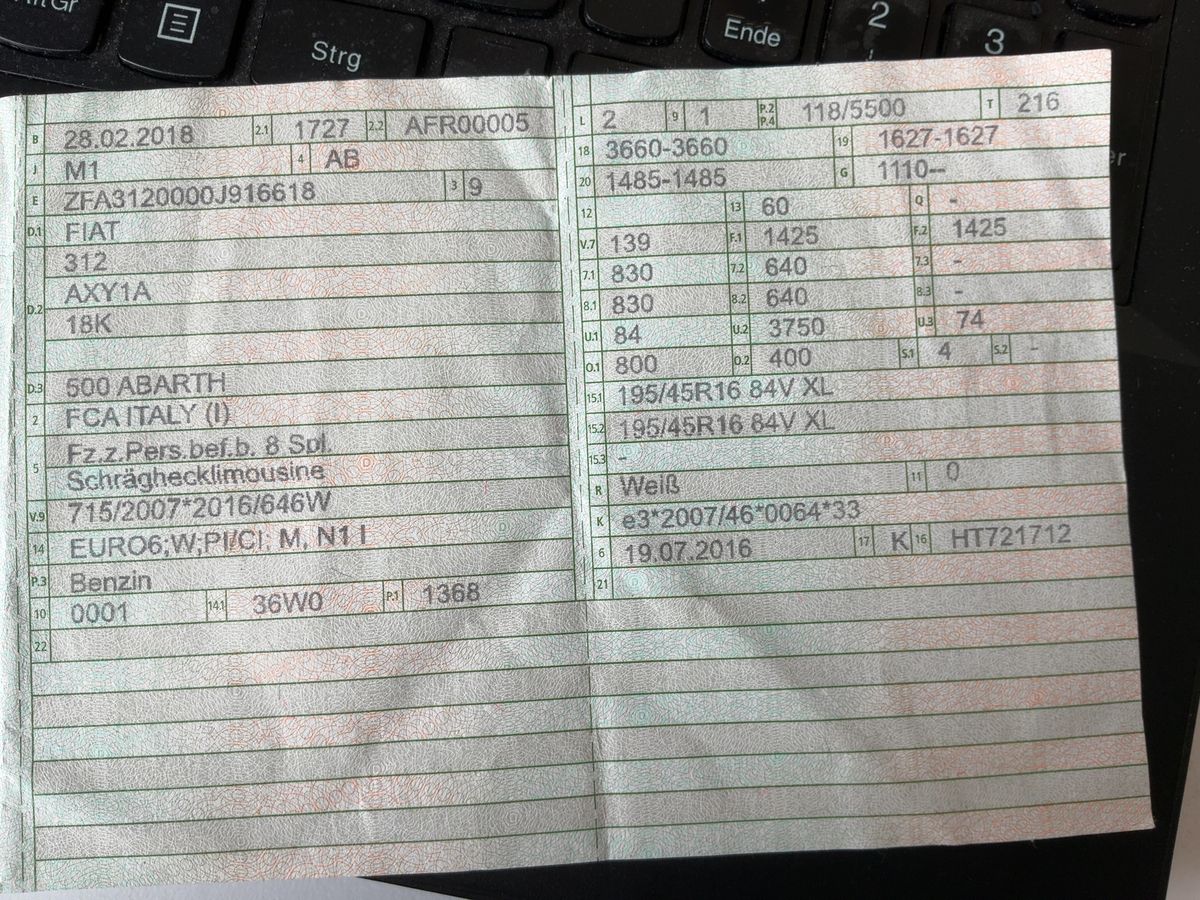 Gr
Strg
Ende
2
3
B 28.02.2018 2.1 1727 2.2 AFR00005
J M1 4 AB
E ZFA3120000J916618 3 9
D.1 FIAT
312
D.2 AXY1A
18K
D.3 500 ABARTH
2 FCA ITALY (I)
5 Fz.z.Pers.bef.b. 8 Spl.
Schräghecklimousine
V.9 715/2007*2016/646W
14 EURO6;W;PI/CI; M, N1 I
P.3 Benzin
10 0001 14.1 36W0 P.1 1368
22
L 2 9 1 P.2 P.4 118/5500 T 216
18 3660-3660 19 1627-1627
20 1485-1485 G 1110--
12 13 60 Q -
V.7 139 F.1 1425 F.2 1425
7.1 830 7.2 640 7.3 -
8.1 830 8.2 640 8.3 -
U.1 84 U.2 3750 U.3 74
O.1 800 O.2 400 S.1 4 S.2 -
15.1 195/45R16 84V XL
15.2 195/45R16 84V XL
15.3 -
R Weiß 11 0
K e3*2007/46*0064*33
6 19.07.2016 17 K 16 HT721712
21